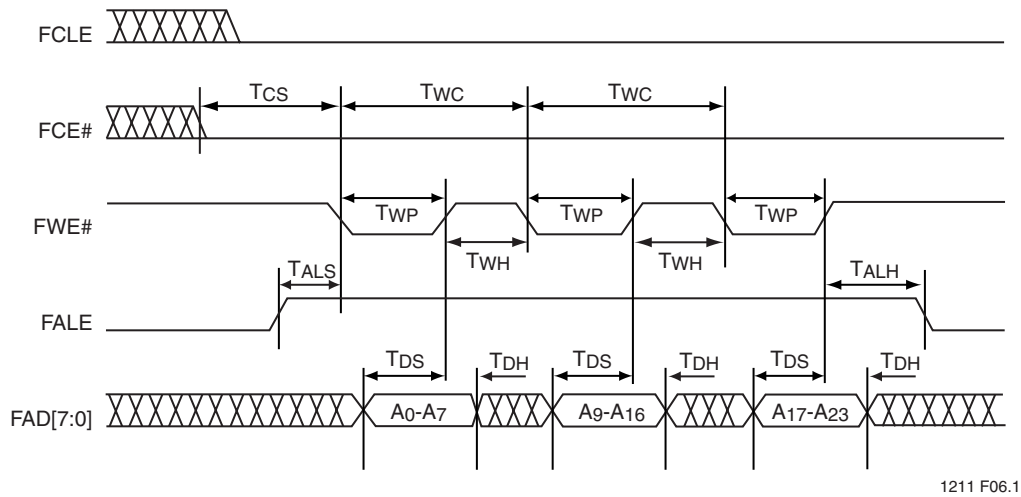 FCLE
TCS TWC TWC
FCE#
TWP TWP TWP
FWE#
TWH TWH
TALS TALH
FALE
TDS TDH TDS TDH TDS TDH
FAD[7:0] A0-A7 A9-A16 A17-A23
1211 F06.1